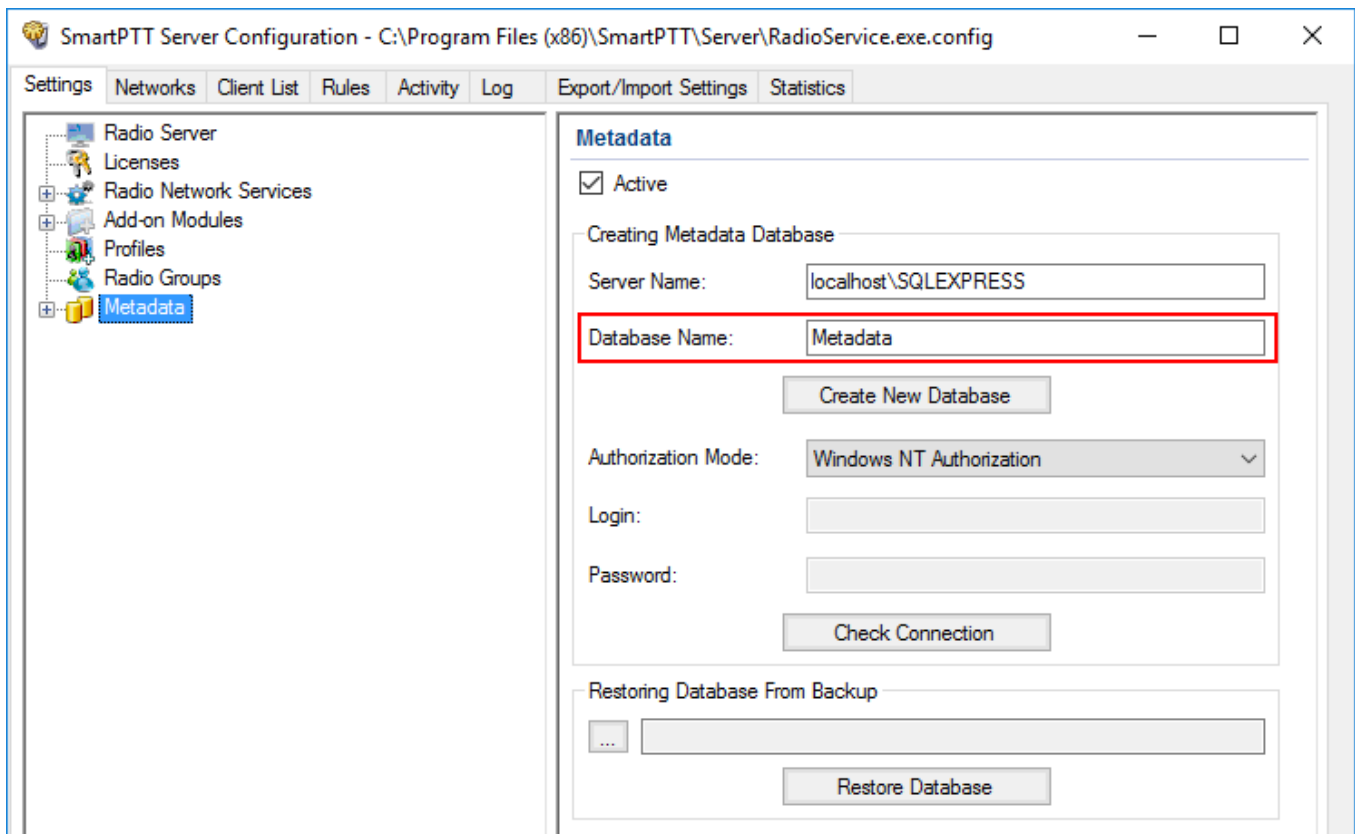 SmartPTT Server Configuration - C:\Program Files (x86)\SmartPTT\Server\RadioService.exe.config
Settings Networks Client List Rules Activity Log Export/Import Settings Statistics
Radio Server
Licenses
Radio Network Services
Add-on Modules
Profiles
Radio Groups
Metadata
Metadata
Active
Creating Metadata Database
Server Name: localhost\SQLEXPRESS
Database Name: Metadata
Create New Database
Authorization Mode: Windows NT Authorization
Login:
Password:
Check Connection
Restoring Database From Backup
...
Restore Database